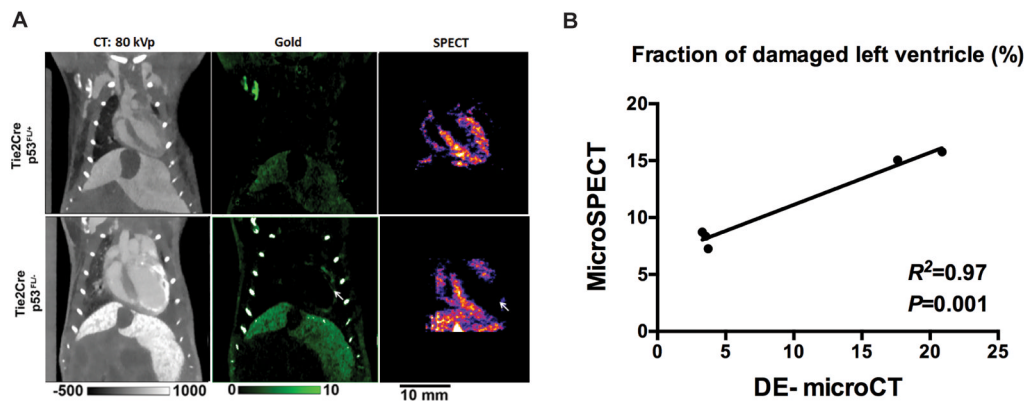 A
CT: 80 kVp
Gold
SPECT
Tie2Cre
p53FL/+
Tie2Cre
p53FL/-
-500
1000
0
10
10 mm
B
Fraction of damaged left ventricle (%)
MicroSPECT
20
15
10
5
0
0
5
10
15
20
25
R²=0.97
P=0.001
DE- microCT